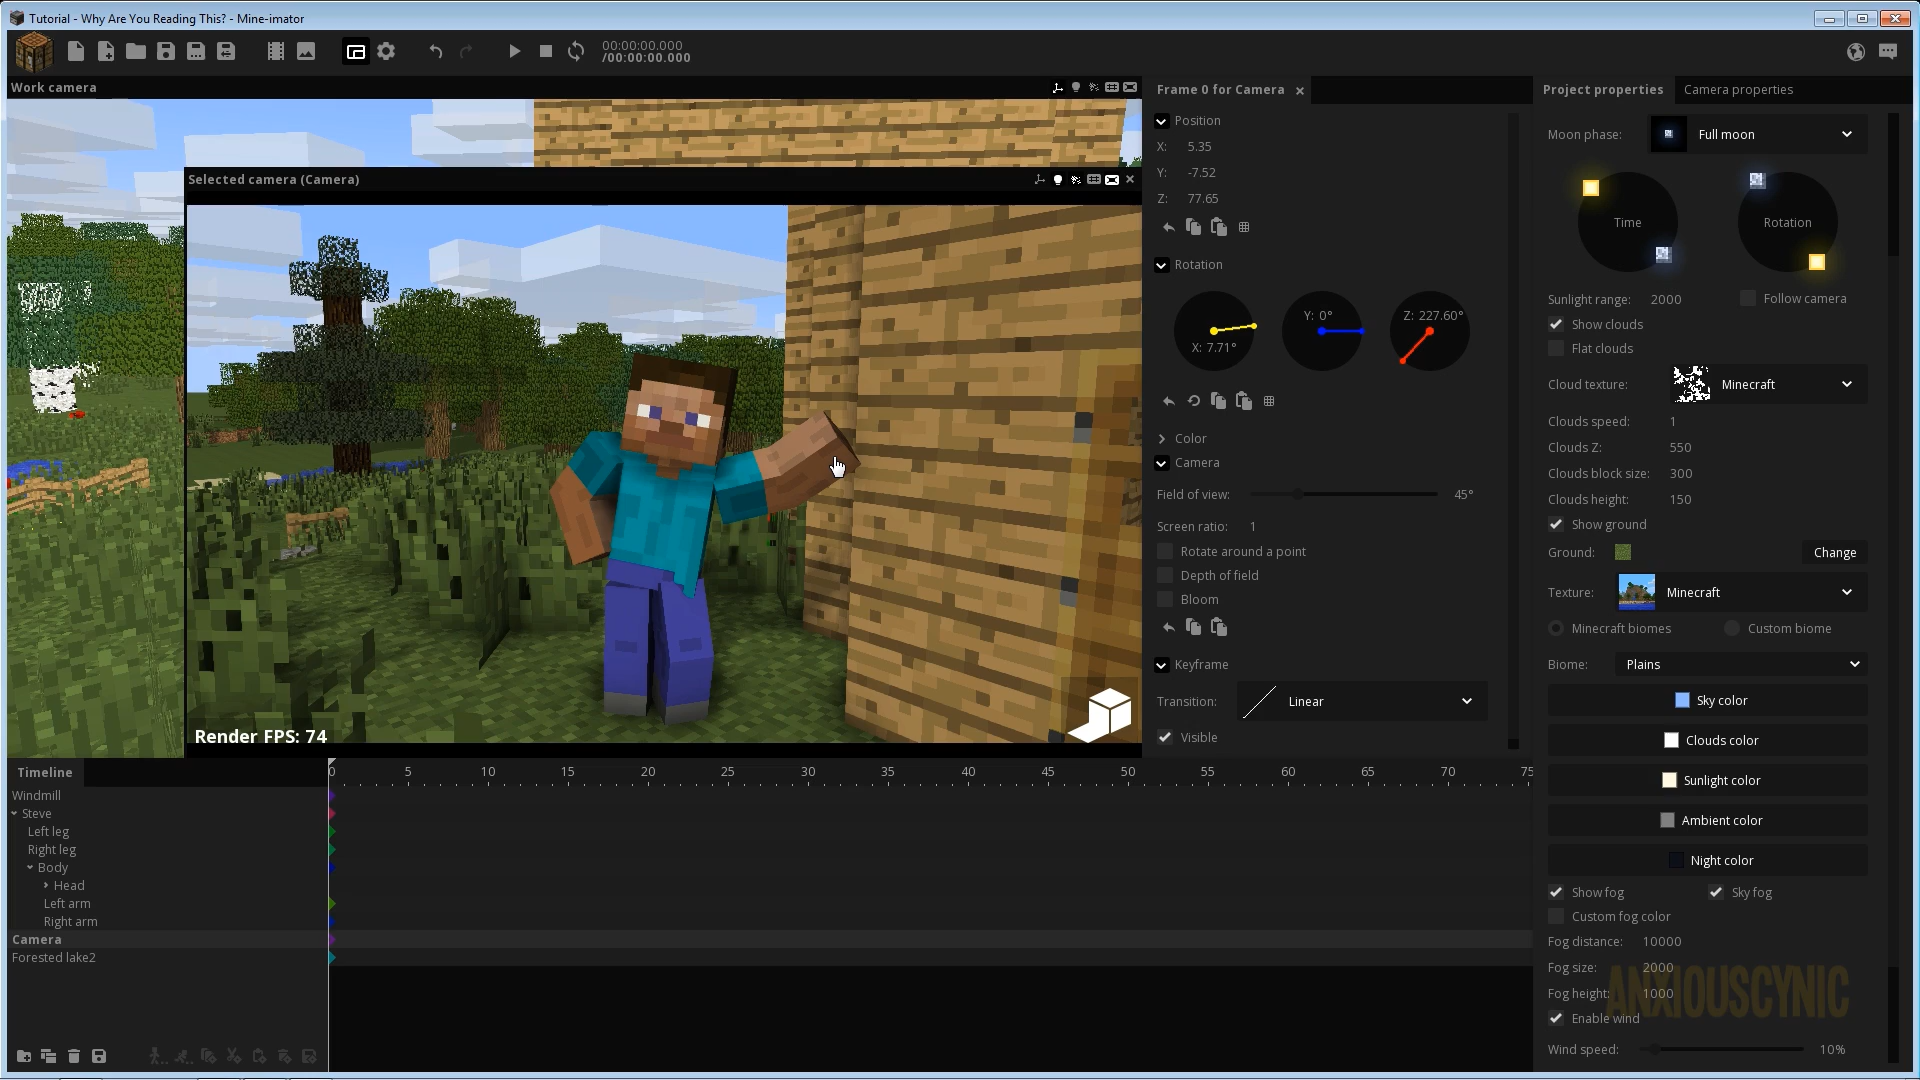 Tutorial - Why Are You Reading This? - Mine-imator
00:00:00.000
/00:00:00.000
Work camera
Selected camera (Camera)
Render FPS: 74
Frame 0 for Camera
Position
X: 5.35
Y: -7.52
Z: 77.65
Rotation
X: 7.71°
Y: 0°
Z: 227.60°
Color
Camera
Field of view: 45°
Screen ratio: 1
Rotate around a point
Depth of field
Bloom
Keyframe
Transition: Linear
Visible
Project properties
Camera properties
Moon phase: Full moon
Time
Rotation
Sunlight range: 2000
Follow camera
Show clouds
Flat clouds
Cloud texture: Minecraft
Clouds speed: 1
Clouds Z: 550
Clouds block size: 300
Clouds height: 150
Show ground
Ground: Change
Texture: Minecraft
Minecraft biomes Custom biome
Biome: Plains
Sky color
Clouds color
Sunlight color
Ambient color
Night color
Show fog Sky fog
Custom fog color
Fog distance: 10000
Fog size: 2000
Fog height: 1000
ANXIOUSCYNIC
Enable wind
Wind speed: 10%
Timeline
0 5 10 15 20 25 30 35 40 45 50 55 60 65 70 75
Windmill
Steve
Left leg
Right leg
Body
Head
Left arm
Right arm
Camera
Forested lake2